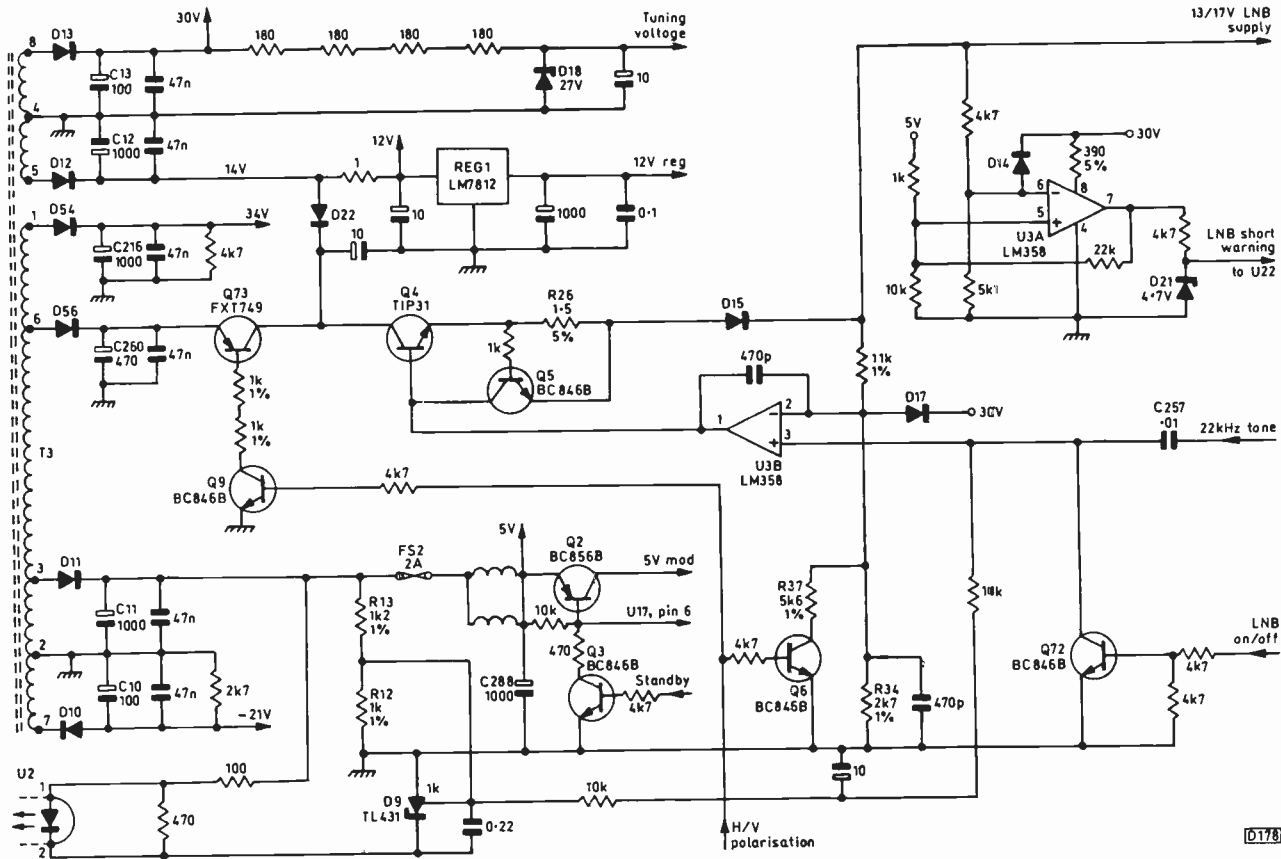 13/17V LNB
supply
30V
180
180
180
180
Tuning
voltage
8
D13
C13
100
47n
D18
27V
10
4
C12
1000
47n
5
D12
14V
1
12V
REG1
LM7812
12V reg
10
1000
0·1
D22
10
4k7
5V
1k
10k
5k1
D14
390
5%
30V
6
5
8
4
7
U3A
LM358
22k
4k7
D21
4·7V
LNB short
warning
to U22
1
D54
34V
C216
1000
47n
4k7
6
D56
C260
470
47n
Q73
FXT749
1k
1%
1k
1%
Q9
BC846B
4k7
Q4
TIP31
R26
1·5
5%
1k
Q5
BC846B
D15
470p
1
2
3
U3B
LM358
11k
1%
D17
30V
C257
·01
22kHz tone
T3
3
D11
C11
1000
47n
2
C10
100
47n
2k7
7
D10
-21V
R13
1k2
1%
R12
1k
1%
FS2
2A
5V
Q2
BC856B
5V mod
10k
U17, pin 6
470
Q3
BC846B
C288
1000
Standby
4k7
4k7
R37
5k6
1%
Q6
BC846B
R34
2k7
1%
470p
10k
Q72
BC846B
LNB
on/off
4k7
4k7
U2
1
2
100
470
1k
D9
TL431
0·22
10k
10
H/V
polarisation
D178